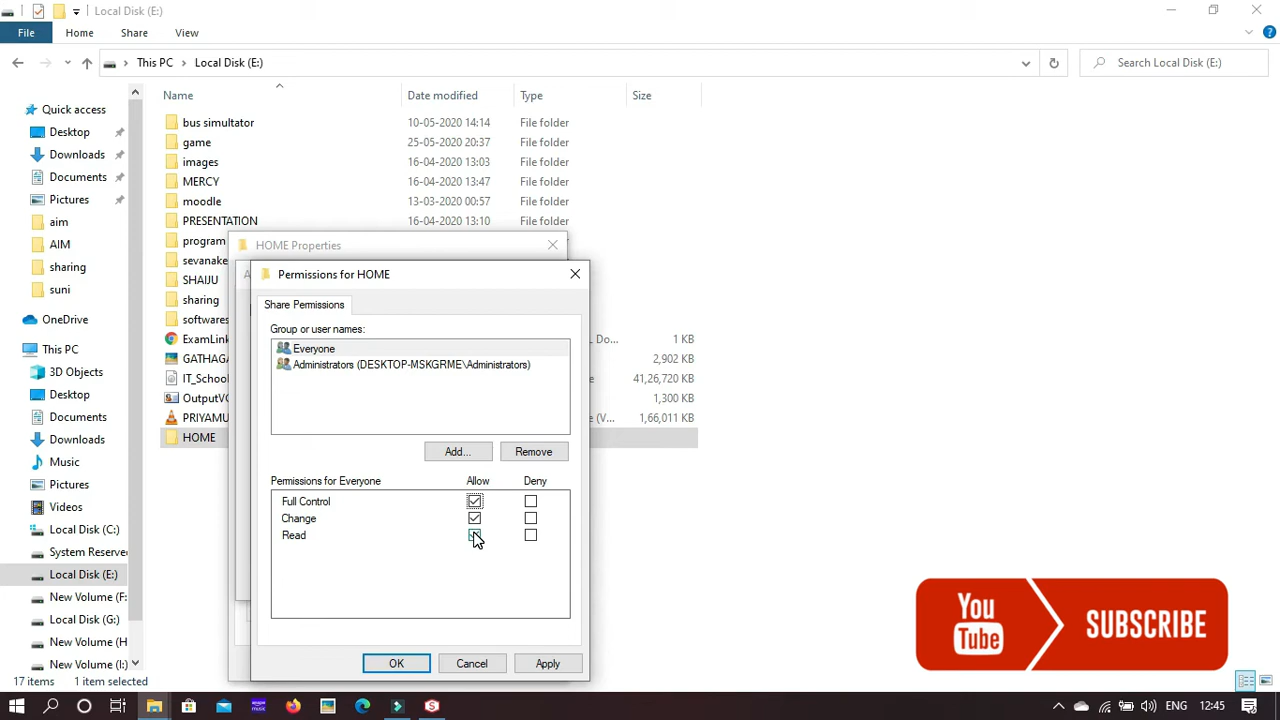 Local Disk (E:)
File Home Share View
This PC Local Disk (E:) Search Local Disk (E:)
Name Date modified Type Size
Quick access
Desktop
Downloads
Documents
Pictures
aim
AIM
sharing
suni
OneDrive
This PC
3D Objects
Desktop
Documents
Downloads
Music
Pictures
Videos
Local Disk (C:)
System Reserved
Local Disk (E:)
New Volume (F:
Local Disk (G:)
New Volume (H
New Volume (I:)
bus simultator 10-05-2020 14:14 File folder
game 25-05-2020 20:37 File folder
images 16-04-2020 13:03 File folder
MERCY 16-04-2020 13:47 File folder
moodle 13-03-2020 00:57 File folder
PRESENTATION 16-04-2020 13:10 File folder
program
sevanake
SHAIJU
sharing
softwares
ExamLink L Do... 1 KB
GATHAGA 2,902 KB
IT_School e 41,26,720 KB
OutputVC 1,300 KB
PRIYAMU e (V... 1,66,011 KB
HOME
HOME Properties
A
Permissions for HOME
Share Permissions
Group or user names:
Everyone
Administrators (DESKTOP-MSKGRME\Administrators)
Add... Remove
Permissions for Everyone Allow Deny
Full Control
Change
Read
OK Cancel Apply
You
Tube
SUBSCRIBE
17 items 1 item selected
amazon music
ENG 12:45